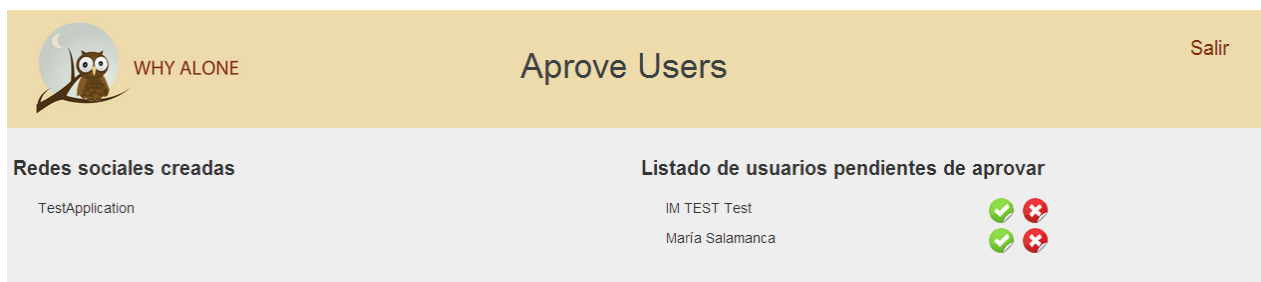 WHY ALONE
Aprove Users
Salir
Redes sociales creadas
TestApplication
Listado de usuarios pendientes de aprovar
IM TEST Test
María Salamanca